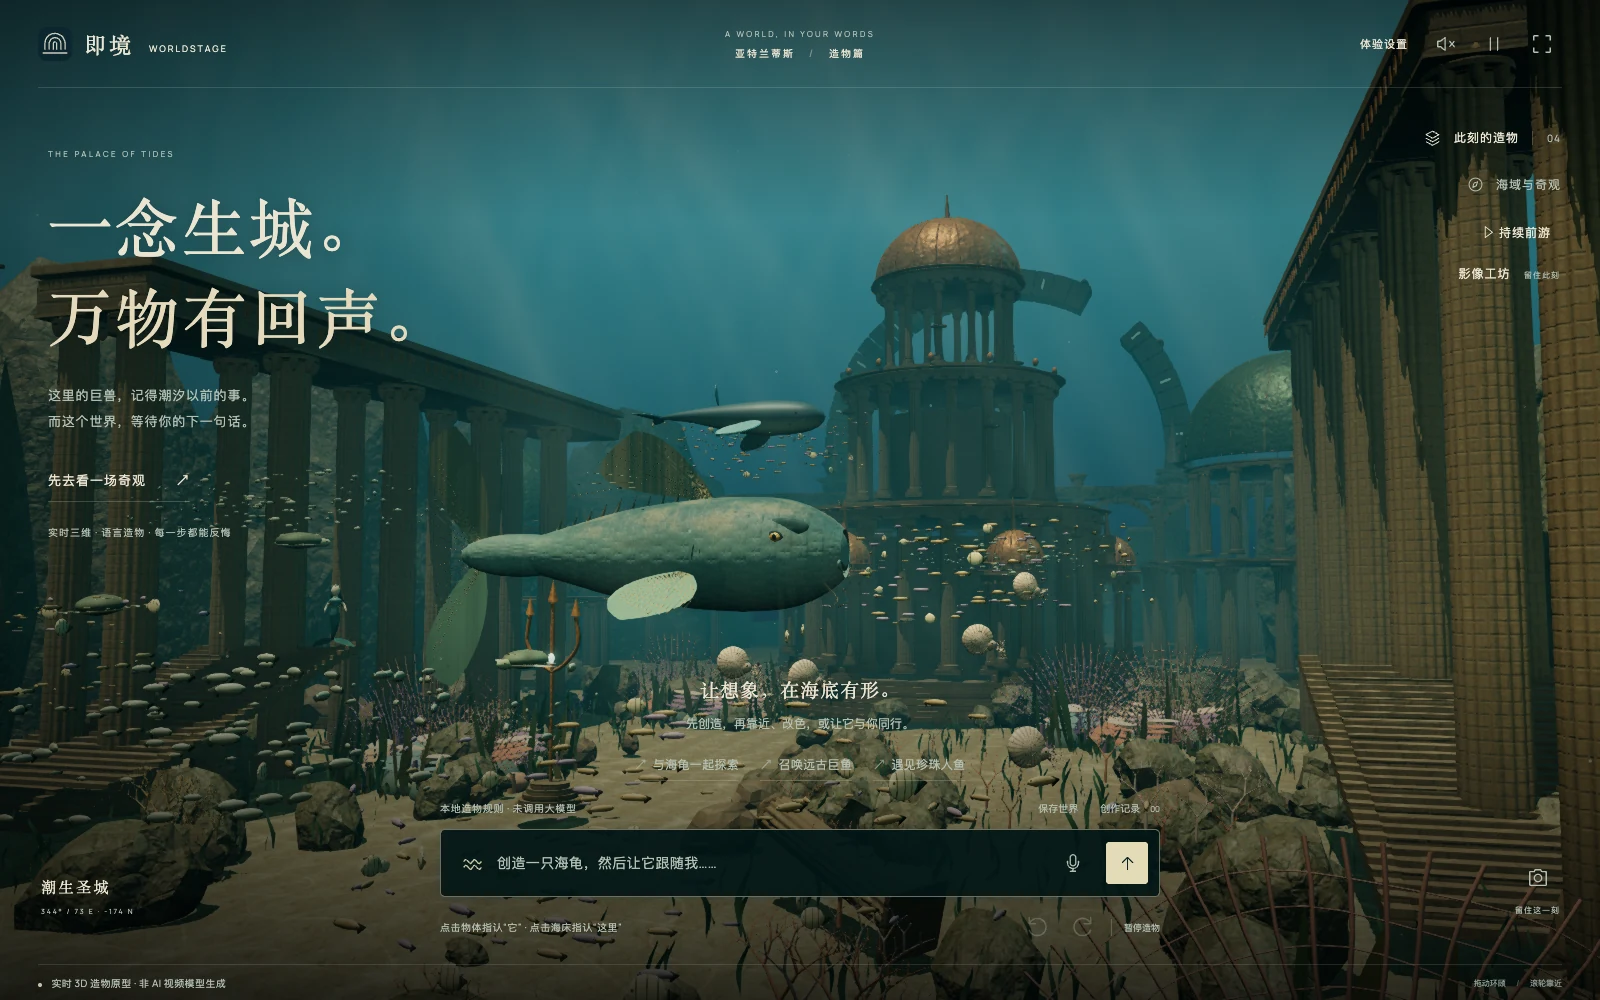 即境 WORLDSTAGE
A WORLD, IN YOUR WORDS
亚特兰蒂斯 / 造物篇
体验设置
此刻的造物 04
海域与奇观
持续前游
影像工坊 留住此刻
THE PALACE OF TIDES
一念生城。
万物有回声。
这里的巨兽，记得潮汐以前的事。
而这个世界，等待你的下一句话。
先去看一场奇观 ↗
实时三维 · 语言造物 · 每一步都能反悔
让想象，在海底有形。
先创造，再靠近、改色，或让它与你同行。
↗ 与海龟一起探索 ↗ 召唤远古巨鱼 ↗ 遇见珍珠人鱼
本地造物规则 · 未调用大模型
保存世界 创作记录 00
创造一只海龟，然后让它跟随我……
点击物体指认“它” · 点击海床指认“这里”
暂停造物
潮生圣城
344° / 73 E · -174 N
留住这一刻
实时 3D 造物原型 · 非 AI 视频模型生成
拖动环顾 / 滚轮靠近